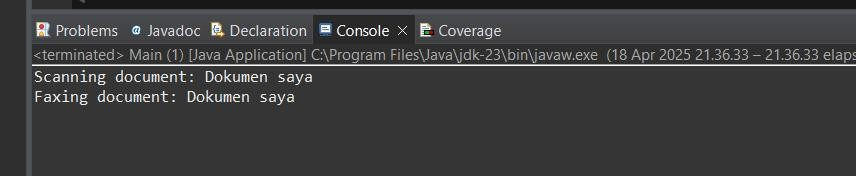 Problems @ Javadoc Declaration Console Coverage
<terminated> Main (1) [Java Application] C:\Program Files\Java\jdk-23\bin\javaw.exe (18 Apr 2025 21.36.33 – 21.36.33 elaps
Scanning document: Dokumen saya
Faxing document: Dokumen saya